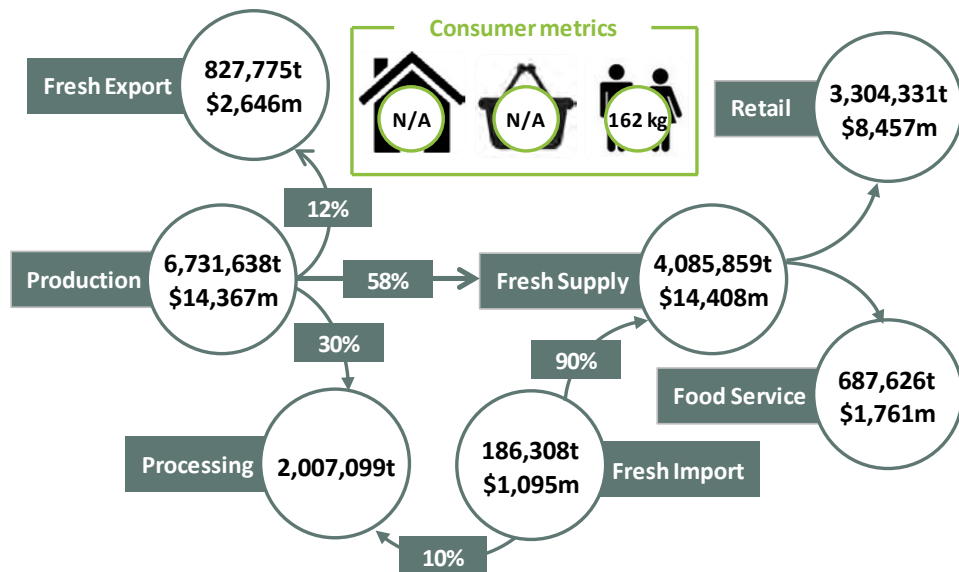 Consumer metrics
N/A
N/A
162 kg
Fresh Export
827,775t
$2,646m
Retail
3,304,331t
$8,457m
12%
Production
6,731,638t
$14,367m
58%
Fresh Supply
4,085,859t
$14,408m
30%
90%
Food Service
687,626t
$1,761m
Processing
2,007,099t
186,308t
$1,095m
Fresh Import
10%